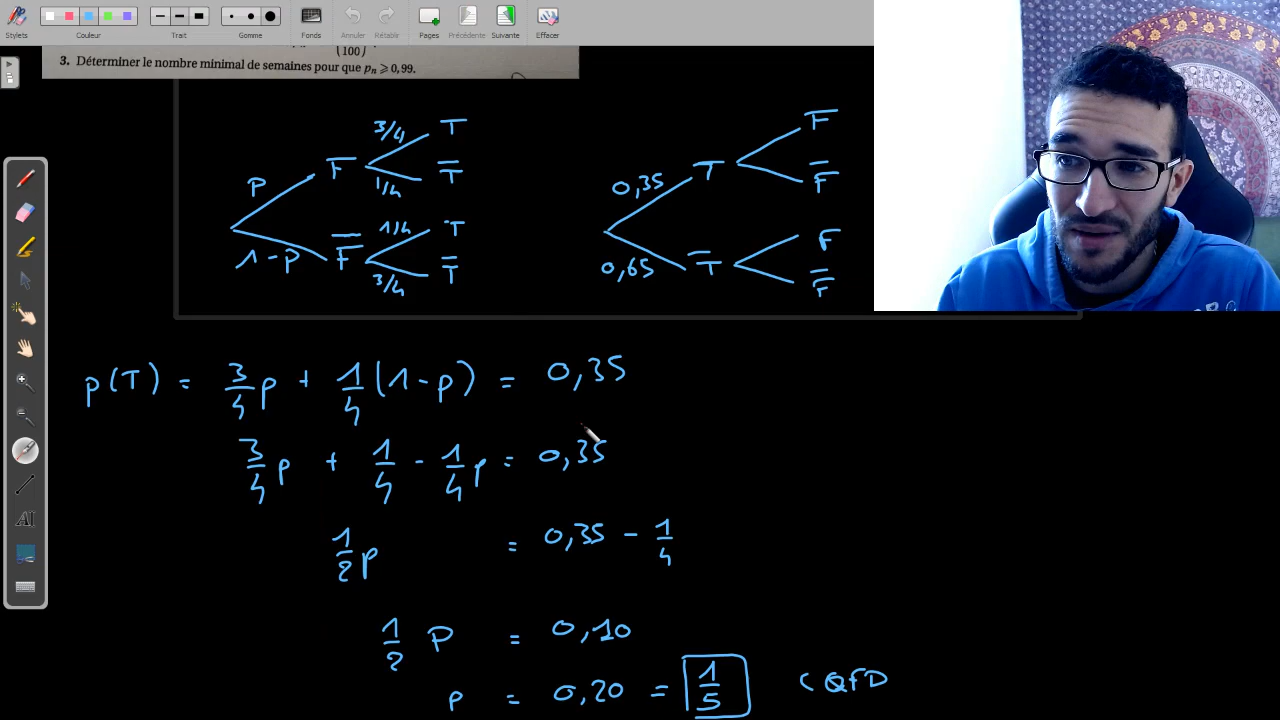 Stylets Couleur Trait Gomme Fonds Annuler Rétablir Pages Précédente Suivante Effacer
(100)
3. Déterminer le nombre minimal de semaines pour que pₙ ⩾ 0,99.
3/4 T
P F
1/4 T̅
1-P F̅ 1/4 T
3/4 T̅
0,35 T F
F̅
0,65 T̅ F
F̅
p(T) = 3/4 p + 1/4 (1-p) = 0,35
3/4 p + 1/4 - 1/4 p = 0,35
1/2 p = 0,35 - 1/4
1/2 P = 0,10
p = 0,20 = 1/5 CQFD
AI